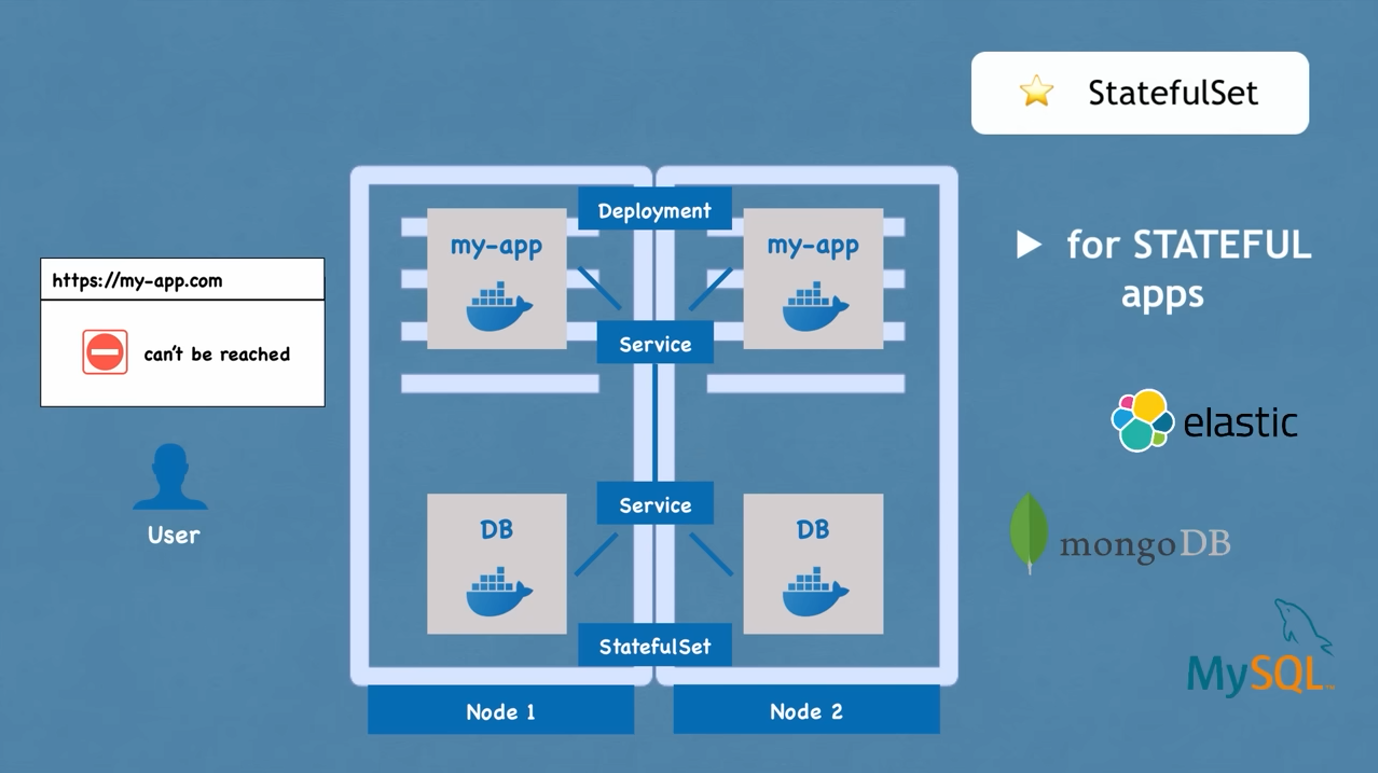 StatefulSet
for STATEFUL
apps
https://my-app.com
can't be reached
User
Deployment
my-app
my-app
Service
Service
DB
DB
StatefulSet
Node 1
Node 2
elastic
mongoDB
MySQL™